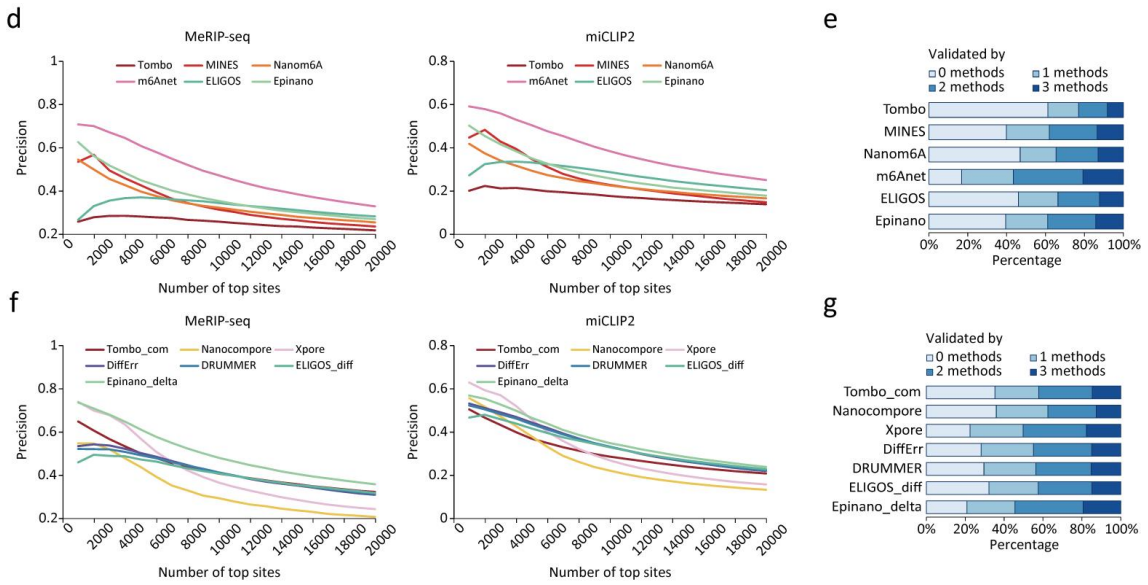 d
MeRIP-seq
1
0.8
0.6
0.4
0.2
Precision
Tombo MINES Nanom6A
m6Anet ELIGOS Epinano
0 2000 4000 6000 8000 10000 12000 14000 16000 18000 20000
Number of top sites
miCLIP2
0.8
0.6
0.4
0.2
0
Precision
Tombo MINES Nanom6A
m6Anet ELIGOS Epinano
0 2000 4000 6000 8000 10000 12000 14000 16000 18000 20000
Number of top sites
e
Validated by
0 methods 1 methods
2 methods 3 methods
Tombo
MINES
Nanom6A
m6Anet
ELIGOS
Epinano
0% 20% 40% 60% 80% 100%
Percentage
f
MeRIP-seq
1
0.8
0.6
0.4
0.2
Precision
Tombo_com Nanocompore Xpore
DiffErr DRUMMER ELIGOS_diff
Epinano_delta
0 2000 4000 6000 8000 10000 12000 14000 16000 18000 20000
Number of top sites
miCLIP2
0.8
0.6
0.4
0.2
0
Precision
Tombo_com Nanocompore Xpore
DiffErr DRUMMER ELIGOS_diff
Epinano_delta
0 2000 4000 6000 8000 10000 12000 14000 16000 18000 20000
Number of top sites
g
Validated by
0 methods 1 methods
2 methods 3 methods
Tombo_com
Nanocompore
Xpore
DiffErr
DRUMMER
ELIGOS_diff
Epinano_delta
0% 20% 40% 60% 80% 100%
Percentage